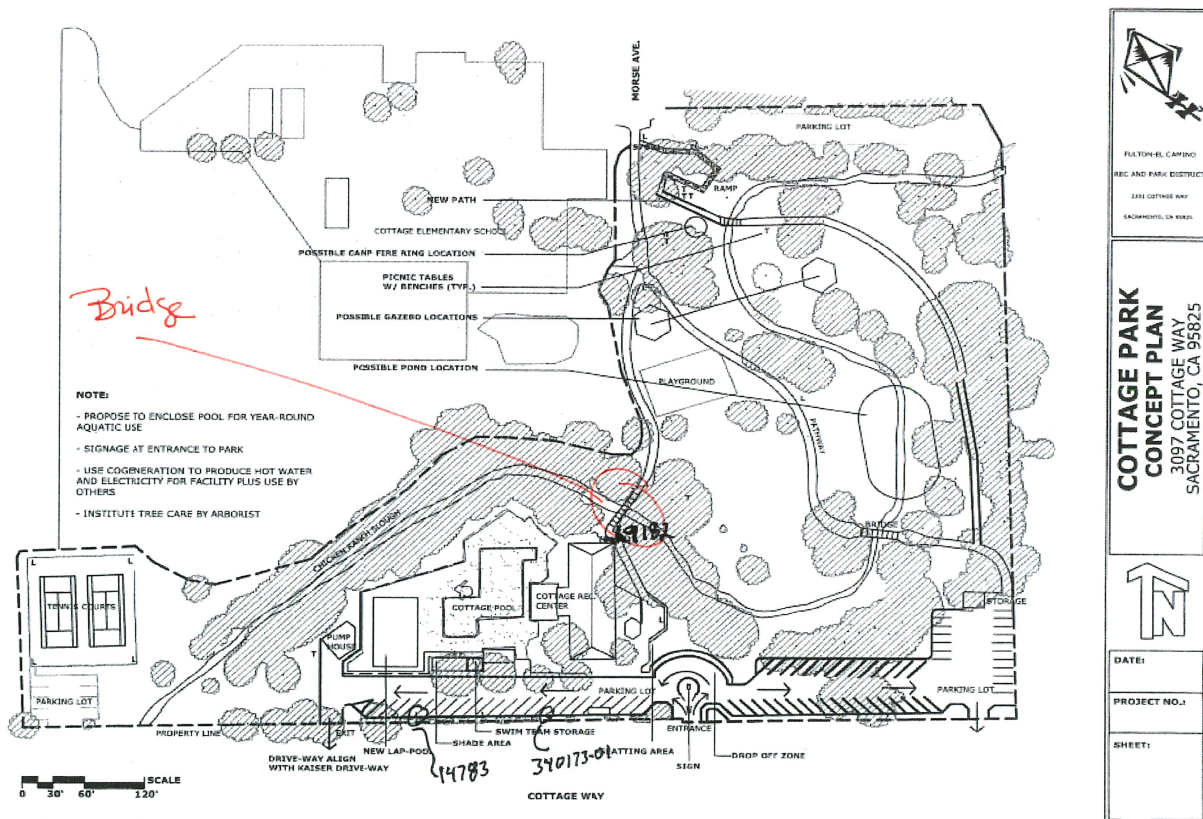 MORSE AVE.
PARKING LOT
RAMP
NEW PATH
COTTAGE ELEMENTARY SCHOOL
POSSIBLE CAMP FIRE RING LOCATION
PICNIC TABLES
W/ BENCHES (TYP.)
POSSIBLE GAZEBO LOCATIONS
POSSIBLE POND LOCATION
PLAYGROUND
PATHWAY
BRIDGE
Bridge
NOTE:
- PROPOSE TO ENCLOSE POOL FOR YEAR-ROUND
AQUATIC USE
- SIGNAGE AT ENTRANCE TO PARK
- USE COGENERATION TO PRODUCE HOT WATER
AND ELECTRICITY FOR FACILITY PLUS USE BY
OTHERS
- INSTITUTE TREE CARE BY ARBORIST
CHICKEN RANCH SLOUGH
29182
TENNIS COURTS
COTTAGE POOL
COTTAGE REC.
CENTER
PUMP
HOUSE
STORAGE
PARKING LOT
PARKING LOT
PARKING LOT
PROPERTY LINE
EXIT
ENTRANCE
SWIM TEAM STORAGE
SHADE AREA
NEW LAP-POOL
DRIVE-WAY ALIGN
WITH KAISER DRIVE-WAY
14783
340173-01
SEATTING AREA
SIGN
DROP OFF ZONE
COTTAGE WAY
SCALE
0 30' 60' 120'
FULTON-EL CAMINO
REC AND PARK DISTRICT
COTTAGE WAY
SACRAMENTO, CA 95825
COTTAGE PARK
CONCEPT PLAN
3097 COTTAGE WAY
SACRAMENTO, CA 95825
N
DATE:
PROJECT NO.:
SHEET: